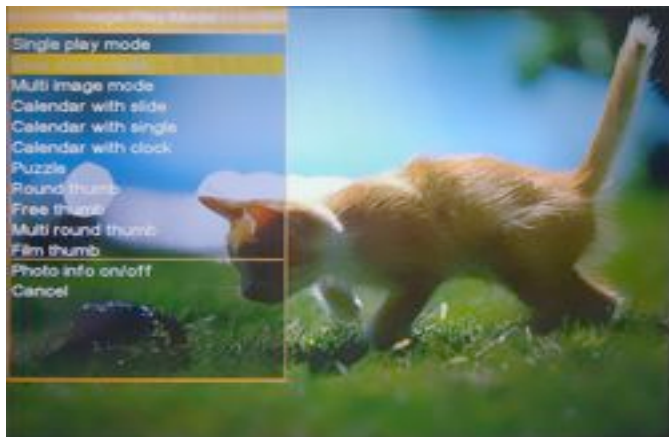 Single play mode
Multi image mode
Calendar with slide
Calendar with single
Calendar with clock
Puzzle
Round thumb
Free thumb
Multi round thumb
Film thumb
Photo info on/off
Cancel